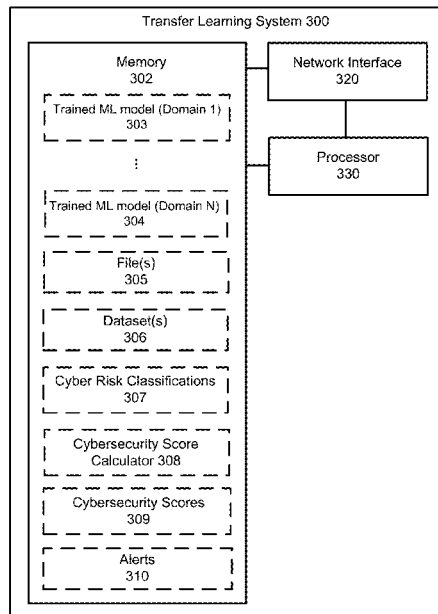 Transfer Learning System 300
Memory
302
Trained ML model (Domain 1)
303
⋮
Trained ML model (Domain N)
304
File(s)
305
Dataset(s)
306
Cyber Risk Classifications
307
Cybersecurity Score
Calculator 308
Cybersecurity Scores
309
Alerts
310
Network Interface
320
Processor
330